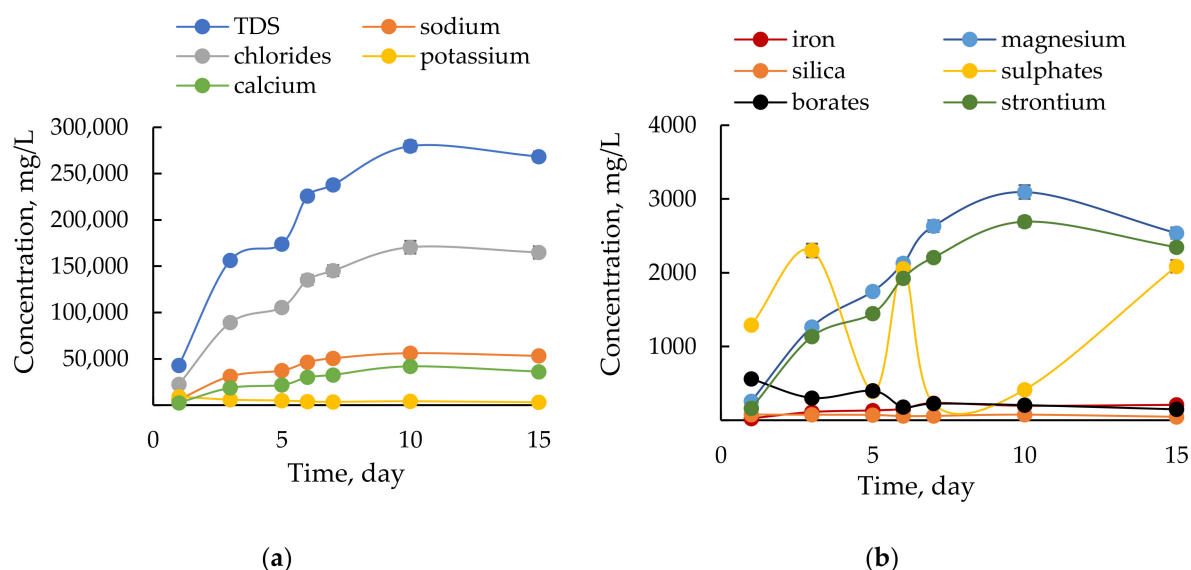 TDS sodium
chlorides potassium
calcium
Concentration, mg/L
300,000
250,000
200,000
150,000
100,000
50,000
0 5 10 15
Time, day
(a)
iron magnesium
silica sulphates
borates strontium
Concentration, mg/L
4000
3000
2000
1000
0 5 10 15
Time, day
(b)